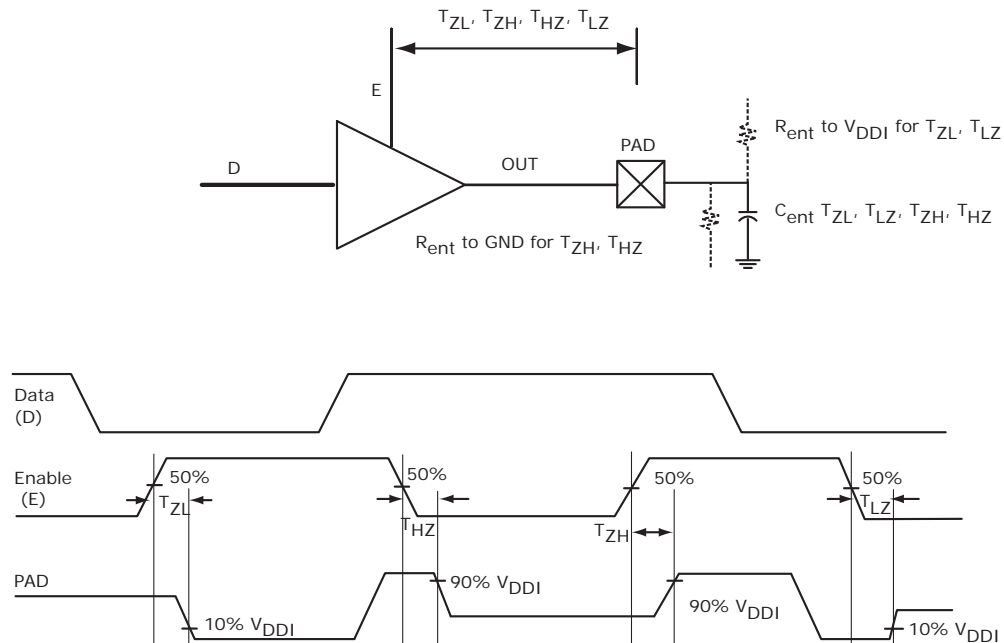 T_ZL, T_ZH, T_HZ, T_LZ
E
D
OUT
PAD
R_ent to V_DDI for T_ZL, T_LZ
C_ent T_ZL, T_LZ, T_ZH, T_HZ
R_ent to GND for T_ZH, T_HZ
Data
(D)
Enable
(E)
50%
50%
50%
50%
T_ZL
T_HZ
T_ZH
T_LZ
PAD
10% V_DDI
90% V_DDI
90% V_DDI
10% V_DDI